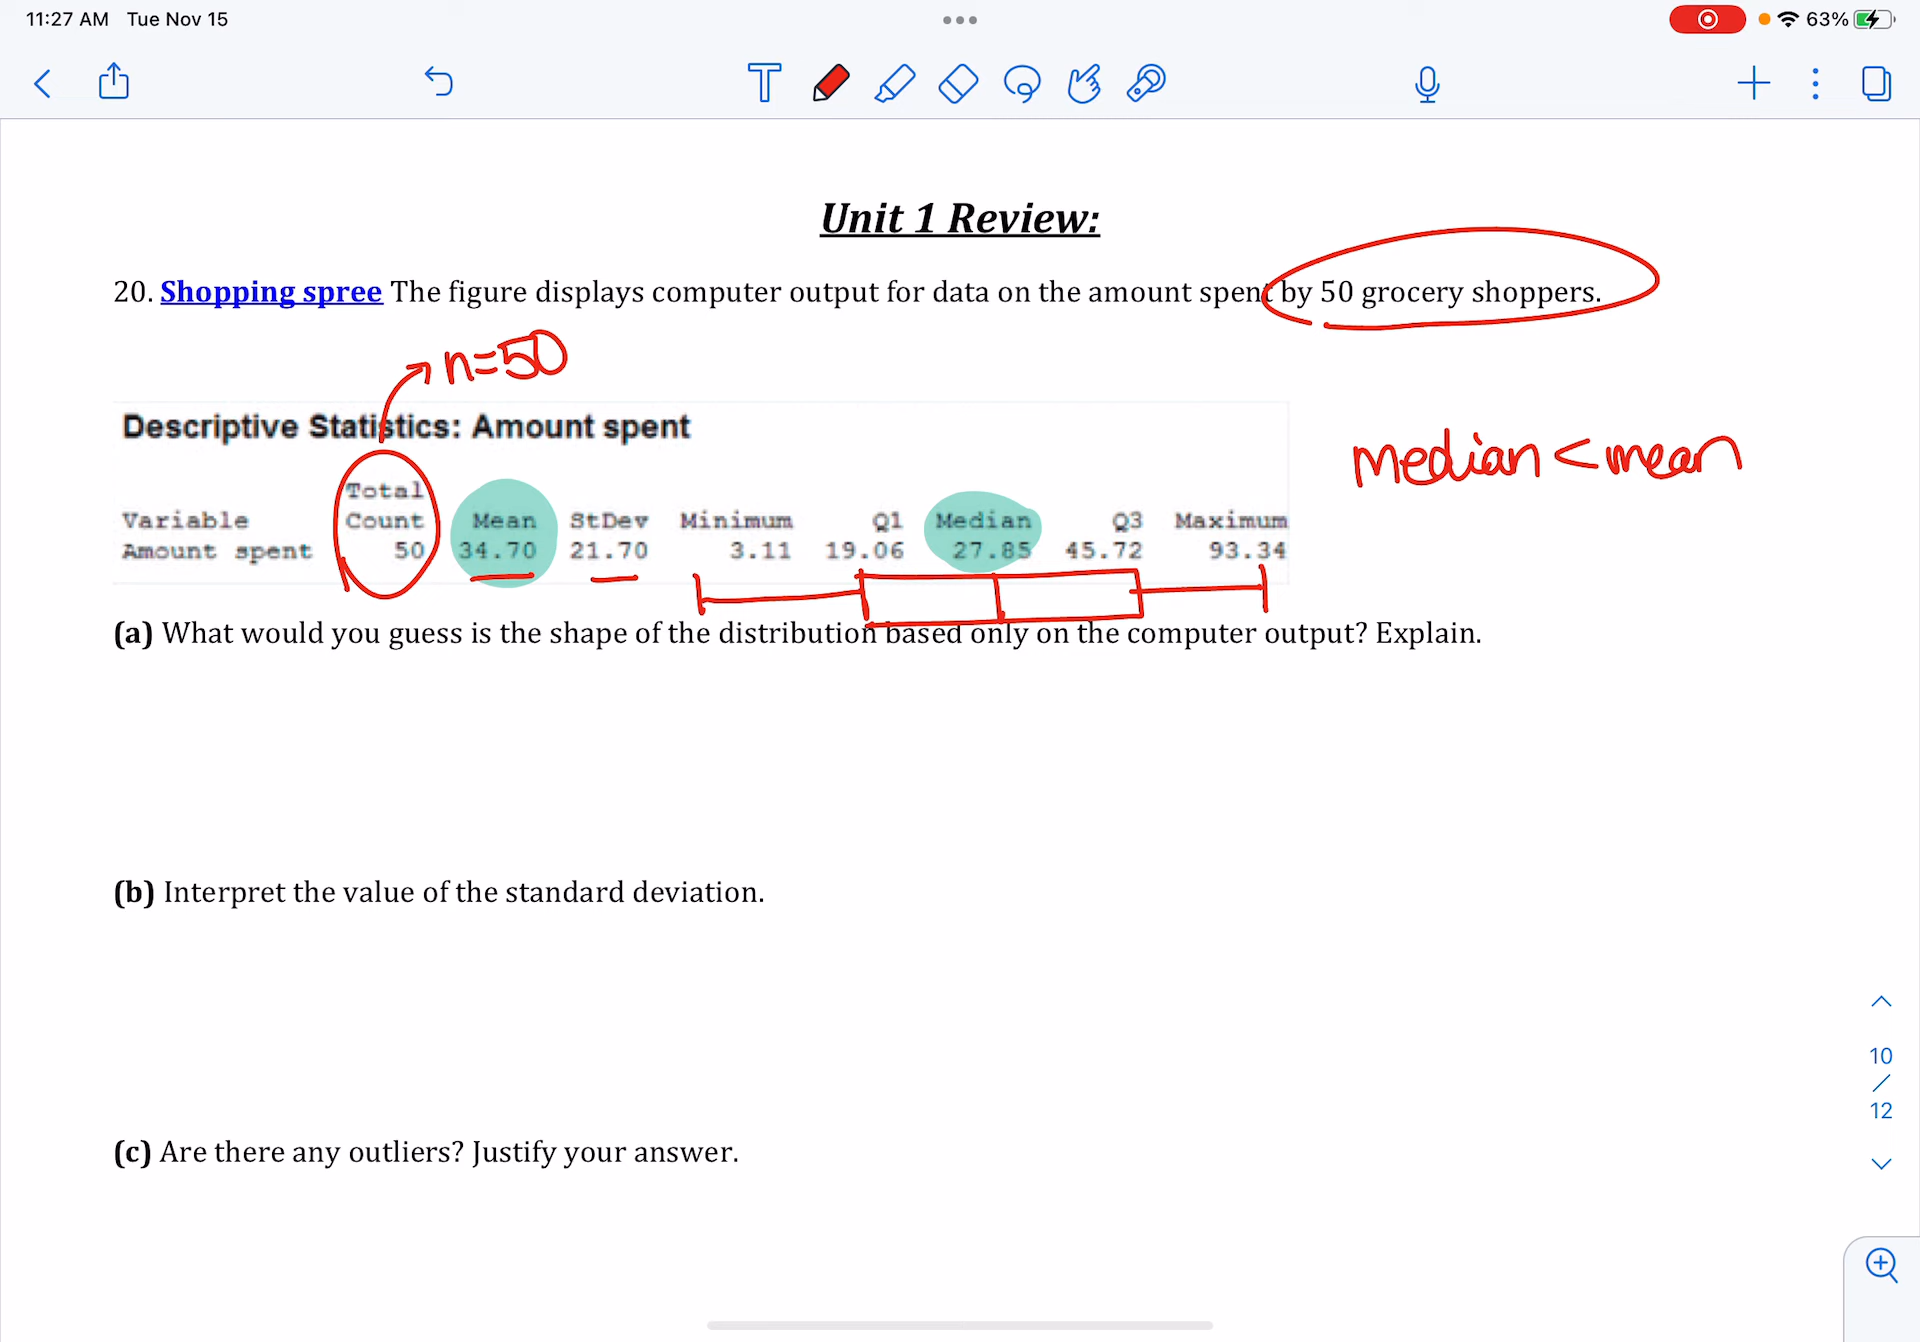 11:27 AM Tue Nov 15
63%
Unit 1 Review:
20. Shopping spree The figure displays computer output for data on the amount spent by 50 grocery shoppers.
n=50
Descriptive Statistics: Amount spent
median < mean
Total
Variable Count Mean StDev Minimum Q1 Median Q3 Maximum
Amount spent 50 34.70 21.70 3.11 19.06 27.85 45.72 93.34
(a) What would you guess is the shape of the distribution based only on the computer output? Explain.
(b) Interpret the value of the standard deviation.
(c) Are there any outliers? Justify your answer.
10
/
12